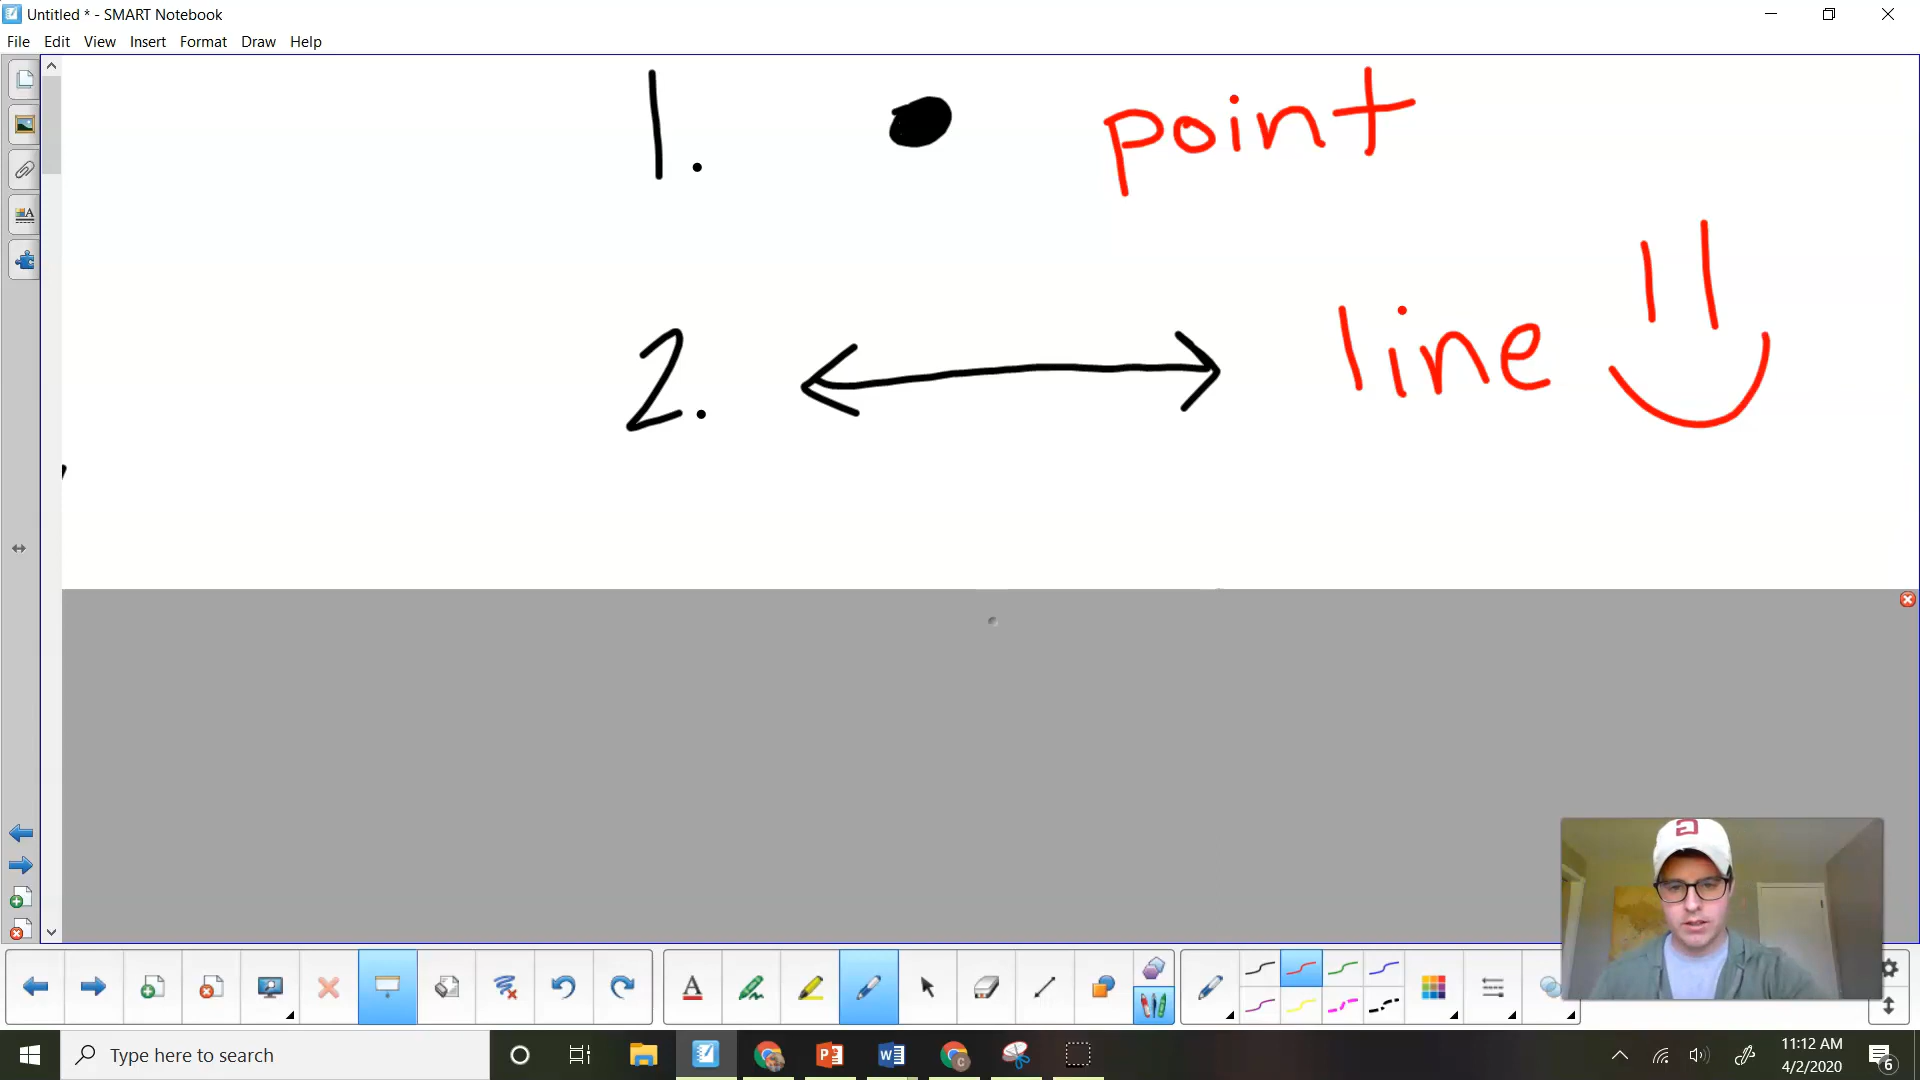 Untitled * - SMART Notebook
File Edit View Insert Format Draw Help
1. point
2. line
Type here to search
11:12 AM
4/2/2020
6